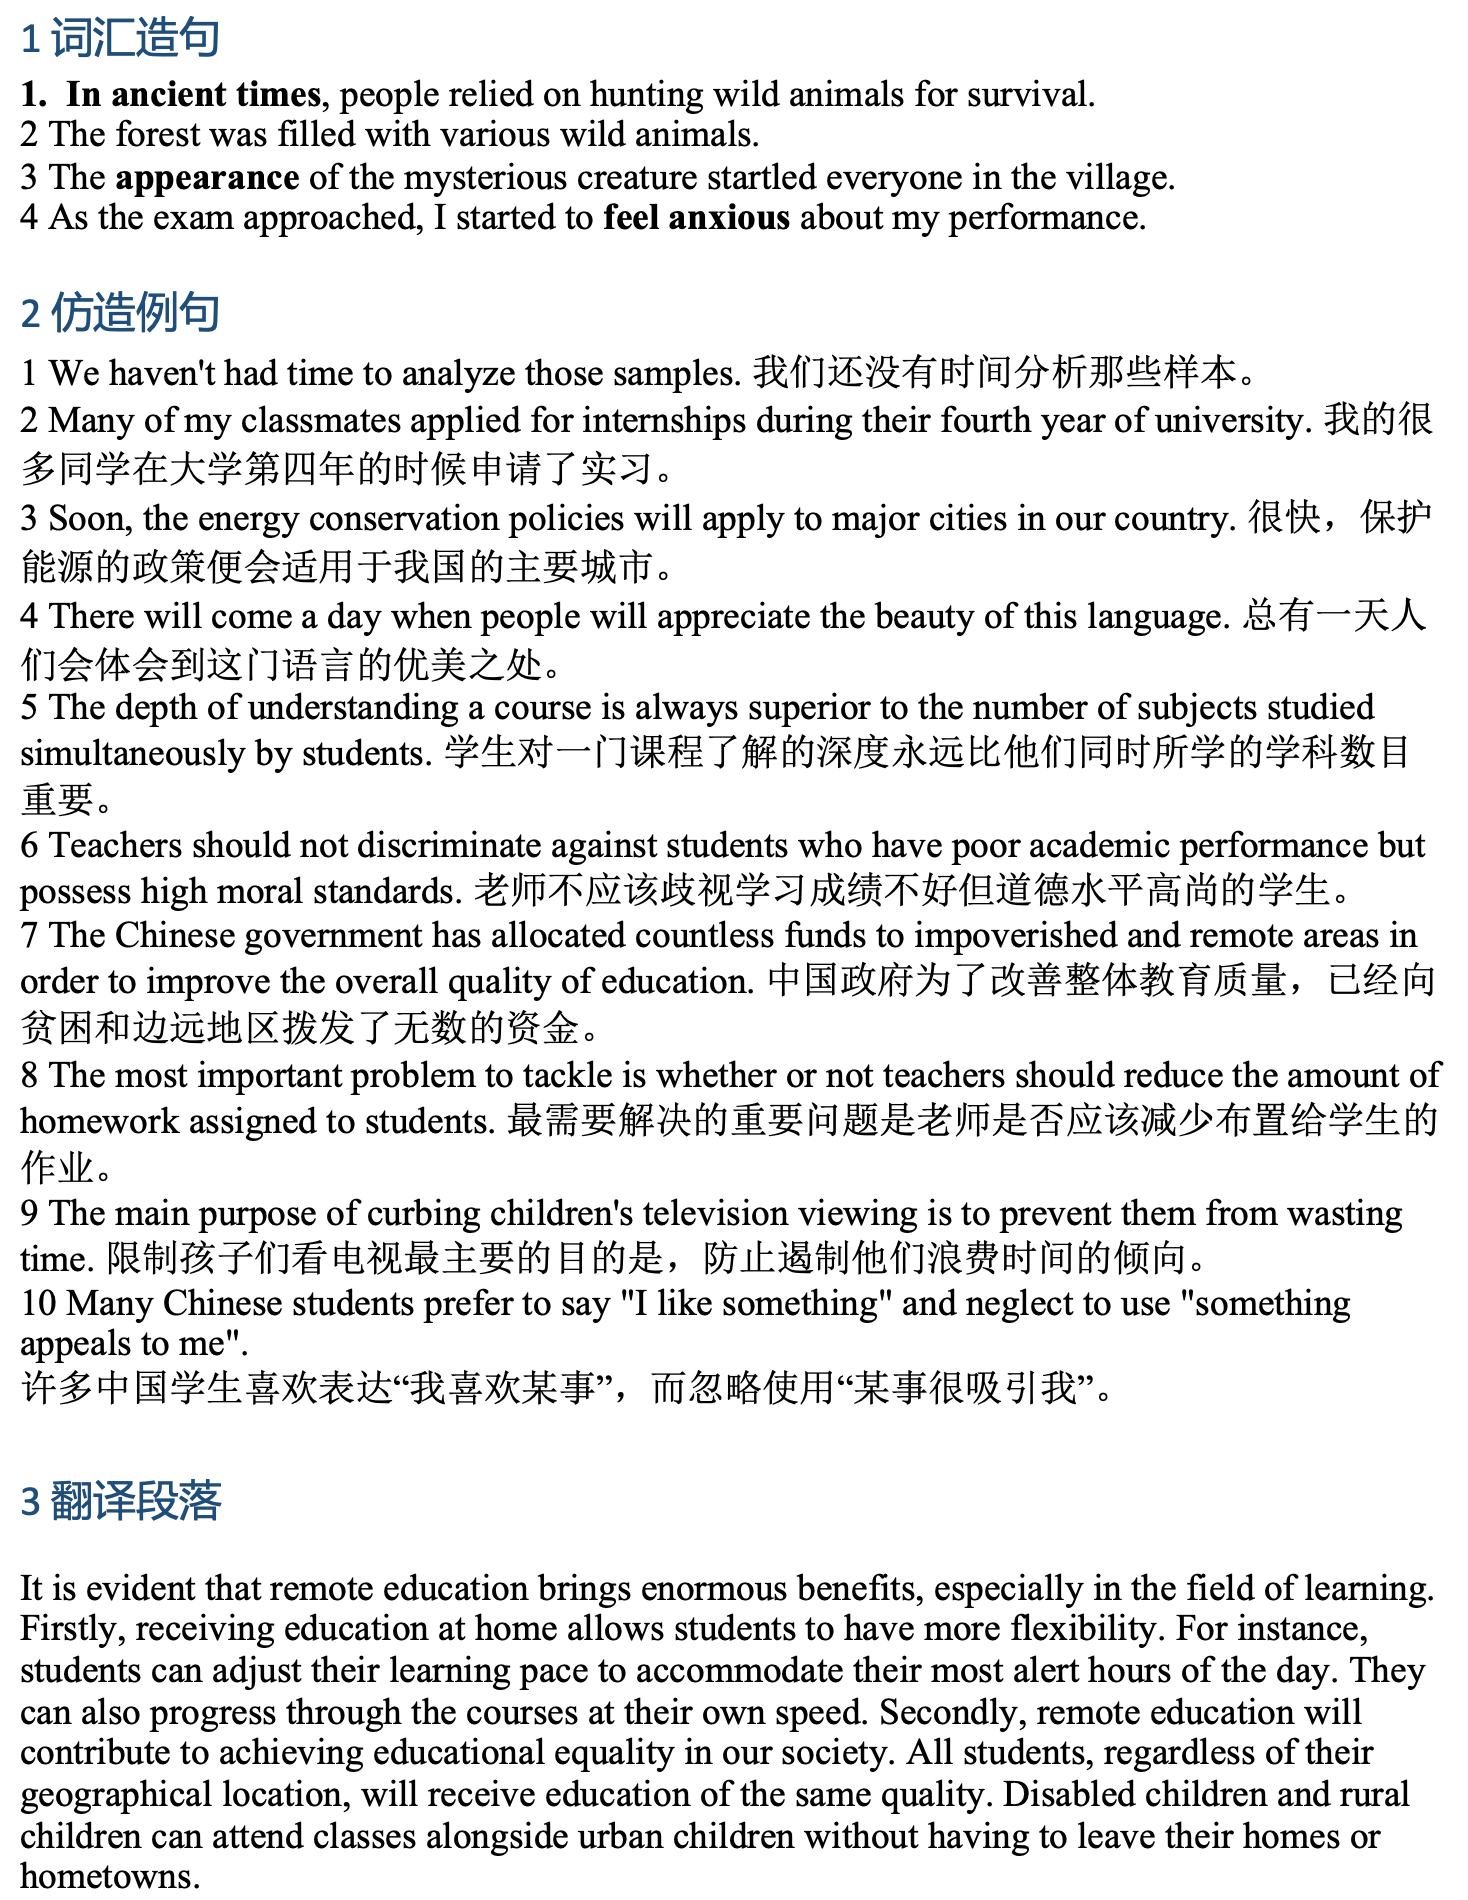 1 词汇造句
1. In ancient times, people relied on hunting wild animals for survival.
2 The forest was filled with various wild animals.
3 The appearance of the mysterious creature startled everyone in the village.
4 As the exam approached, I started to feel anxious about my performance.
2 仿造例句
1 We haven't had time to analyze those samples. 我们还没有时间分析那些样本。
2 Many of my classmates applied for internships during their fourth year of university. 我的很
多同学在大学第四年的时候申请了实习。
3 Soon, the energy conservation policies will apply to major cities in our country. 很快，保护
能源的政策便会适用于我国的主要城市。
4 There will come a day when people will appreciate the beauty of this language. 总有一天人
们会体会到这门语言的优美之处。
5 The depth of understanding a course is always superior to the number of subjects studied
simultaneously by students. 学生对一门课程了解的深度永远比他们同时所学的学科数目
重要。
6 Teachers should not discriminate against students who have poor academic performance but
possess high moral standards. 老师不应该歧视学习成绩不好但道德水平高尚的学生。
7 The Chinese government has allocated countless funds to impoverished and remote areas in
order to improve the overall quality of education. 中国政府为了改善整体教育质量，已经向
贫困和边远地区拨发了无数的资金。
8 The most important problem to tackle is whether or not teachers should reduce the amount of
homework assigned to students. 最需要解决的重要问题是老师是否应该减少布置给学生的
作业。
9 The main purpose of curbing children's television viewing is to prevent them from wasting
time. 限制孩子们看电视最主要的目的是，防止遏制他们浪费时间的倾向。
10 Many Chinese students prefer to say "I like something" and neglect to use "something
appeals to me".
许多中国学生喜欢表达“我喜欢某事”，而忽略使用“某事很吸引我”。
3 翻译段落
It is evident that remote education brings enormous benefits, especially in the field of learning.
Firstly, receiving education at home allows students to have more flexibility. For instance,
students can adjust their learning pace to accommodate their most alert hours of the day. They
can also progress through the courses at their own speed. Secondly, remote education will
contribute to achieving educational equality in our society. All students, regardless of their
geographical location, will receive education of the same quality. Disabled children and rural
children can attend classes alongside urban children without having to leave their homes or
hometowns.